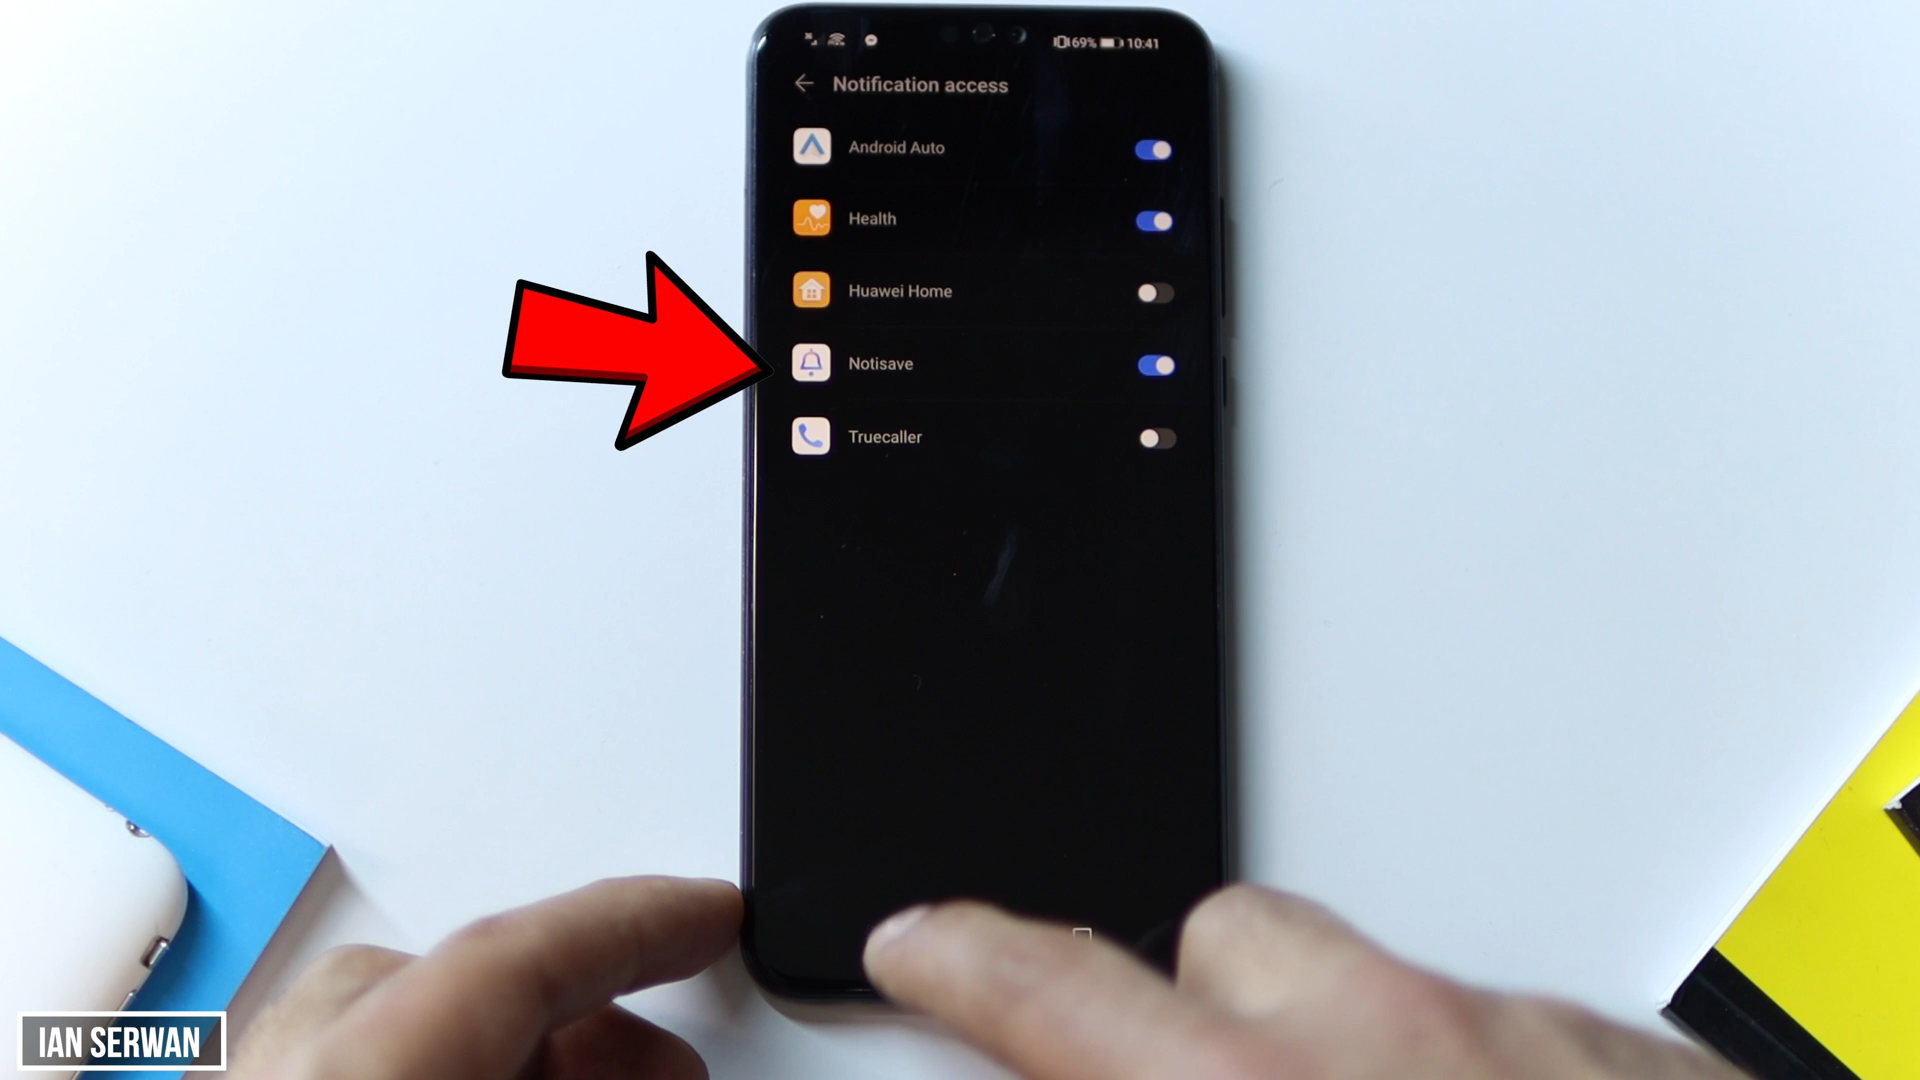 69% 10:41
Notification access
Android Auto
Health
Huawei Home
Notisave
Truecaller
IAN SERWAN